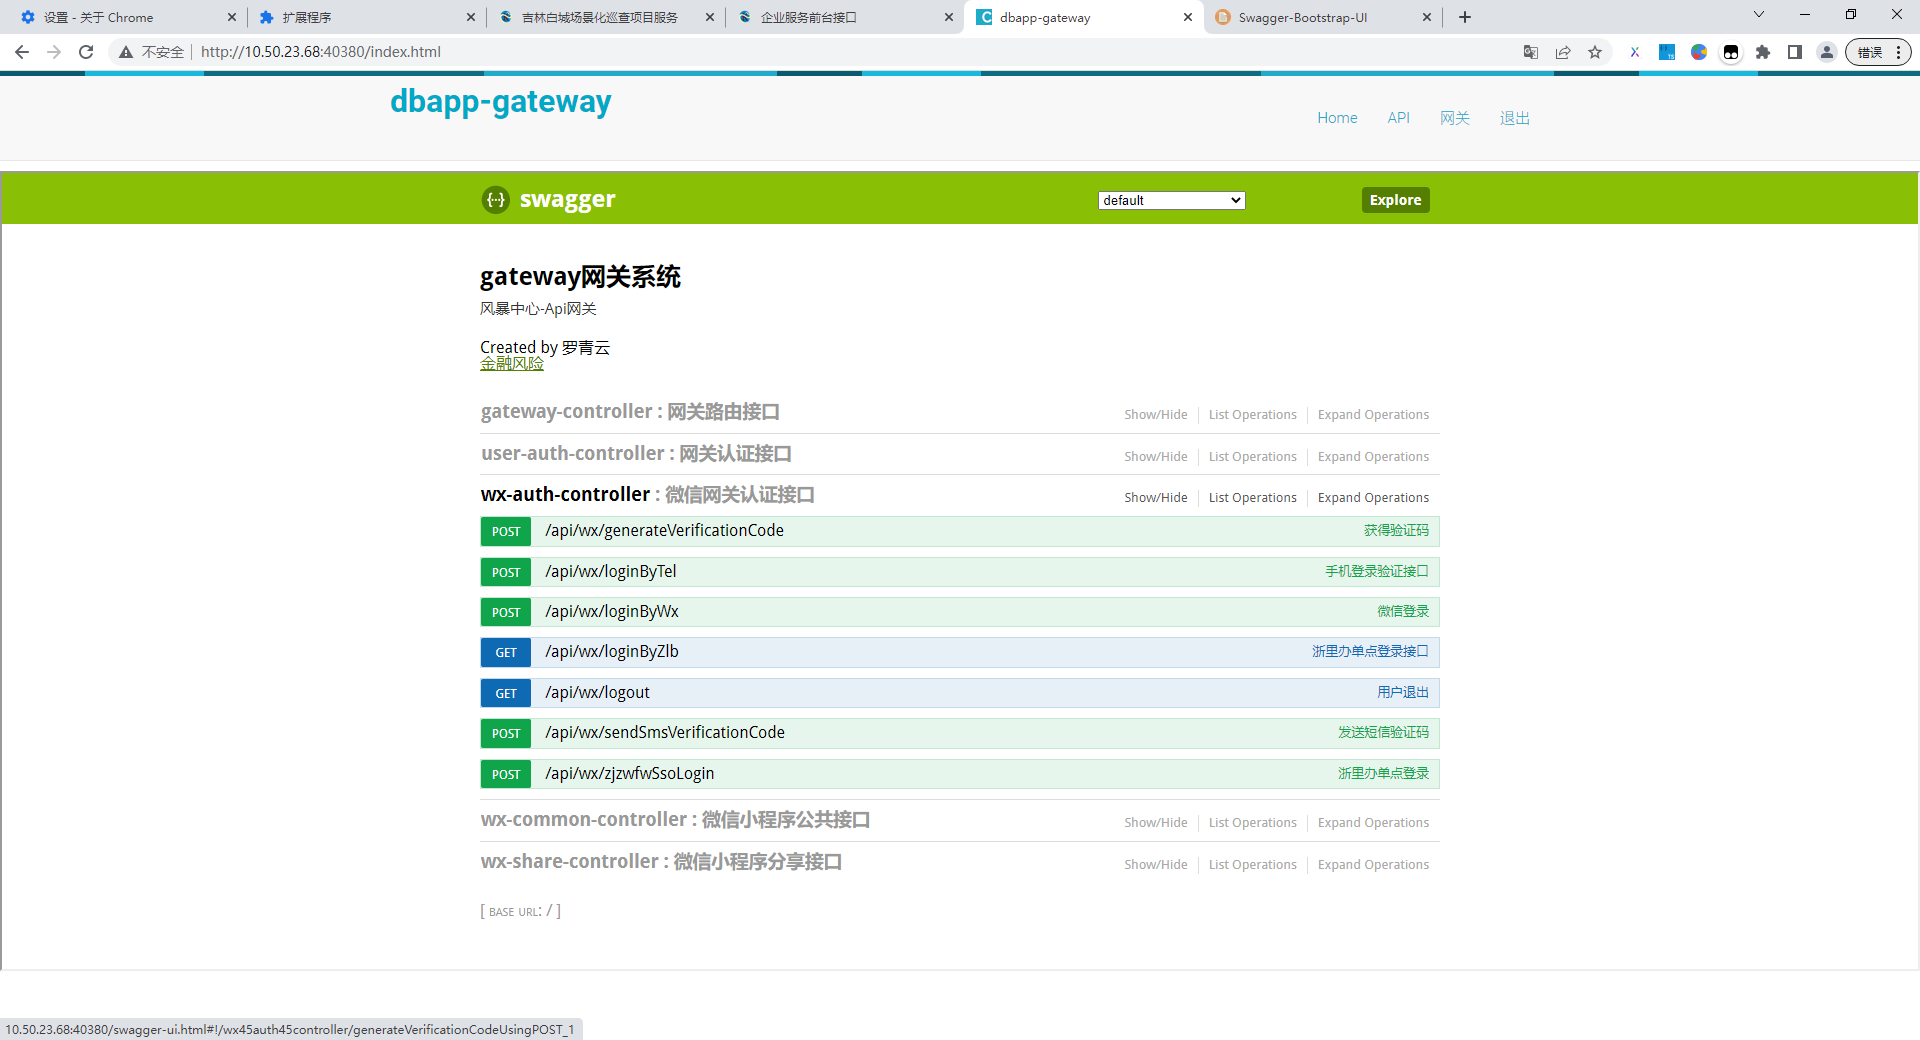 设置 - 关于 Chrome
扩展程序
吉林白城场景化巡查项目服务
企业服务前台接口
dbapp-gateway
Swagger-Bootstrap-UI
不安全
http://10.50.23.68:40380/index.html
错误
dbapp-gateway
Home
API
网关
退出
swagger
default
Explore
gateway网关系统
风暴中心-Api网关
Created by 罗青云
金融风险
gateway-controller : 网关路由接口
Show/Hide
List Operations
Expand Operations
user-auth-controller : 网关认证接口
Show/Hide
List Operations
Expand Operations
wx-auth-controller : 微信网关认证接口
Show/Hide
List Operations
Expand Operations
POST /api/wx/generateVerificationCode 获得验证码
POST /api/wx/loginByTel 手机登录验证接口
POST /api/wx/loginByWx 微信登录
GET /api/wx/loginByZlb 浙里办单点登录接口
GET /api/wx/logout 用户退出
POST /api/wx/sendSmsVerificationCode 发送短信验证码
POST /api/wx/zjzwfwSsoLogin 浙里办单点登录
wx-common-controller : 微信小程序公共接口
Show/Hide
List Operations
Expand Operations
wx-share-controller : 微信小程序分享接口
Show/Hide
List Operations
Expand Operations
[ BASE URL: / ]
10.50.23.68:40380/swagger-ui.html#!/wx45auth45controller/generateVerificationCodeUsingPOST_1